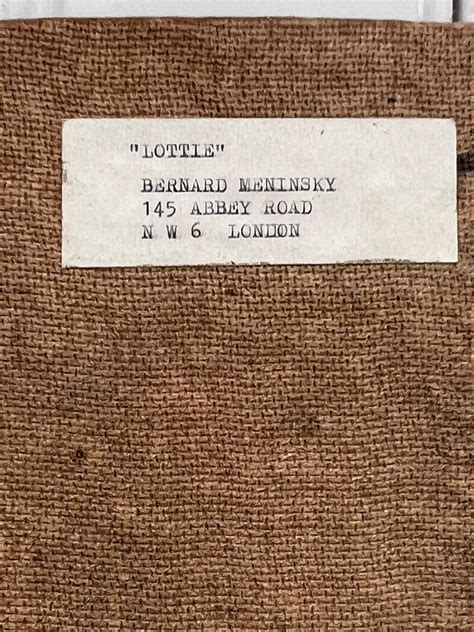 "LOTTIE"
BERNARD MENINSKY
145 ABBEY ROAD
N W 6 LONDON